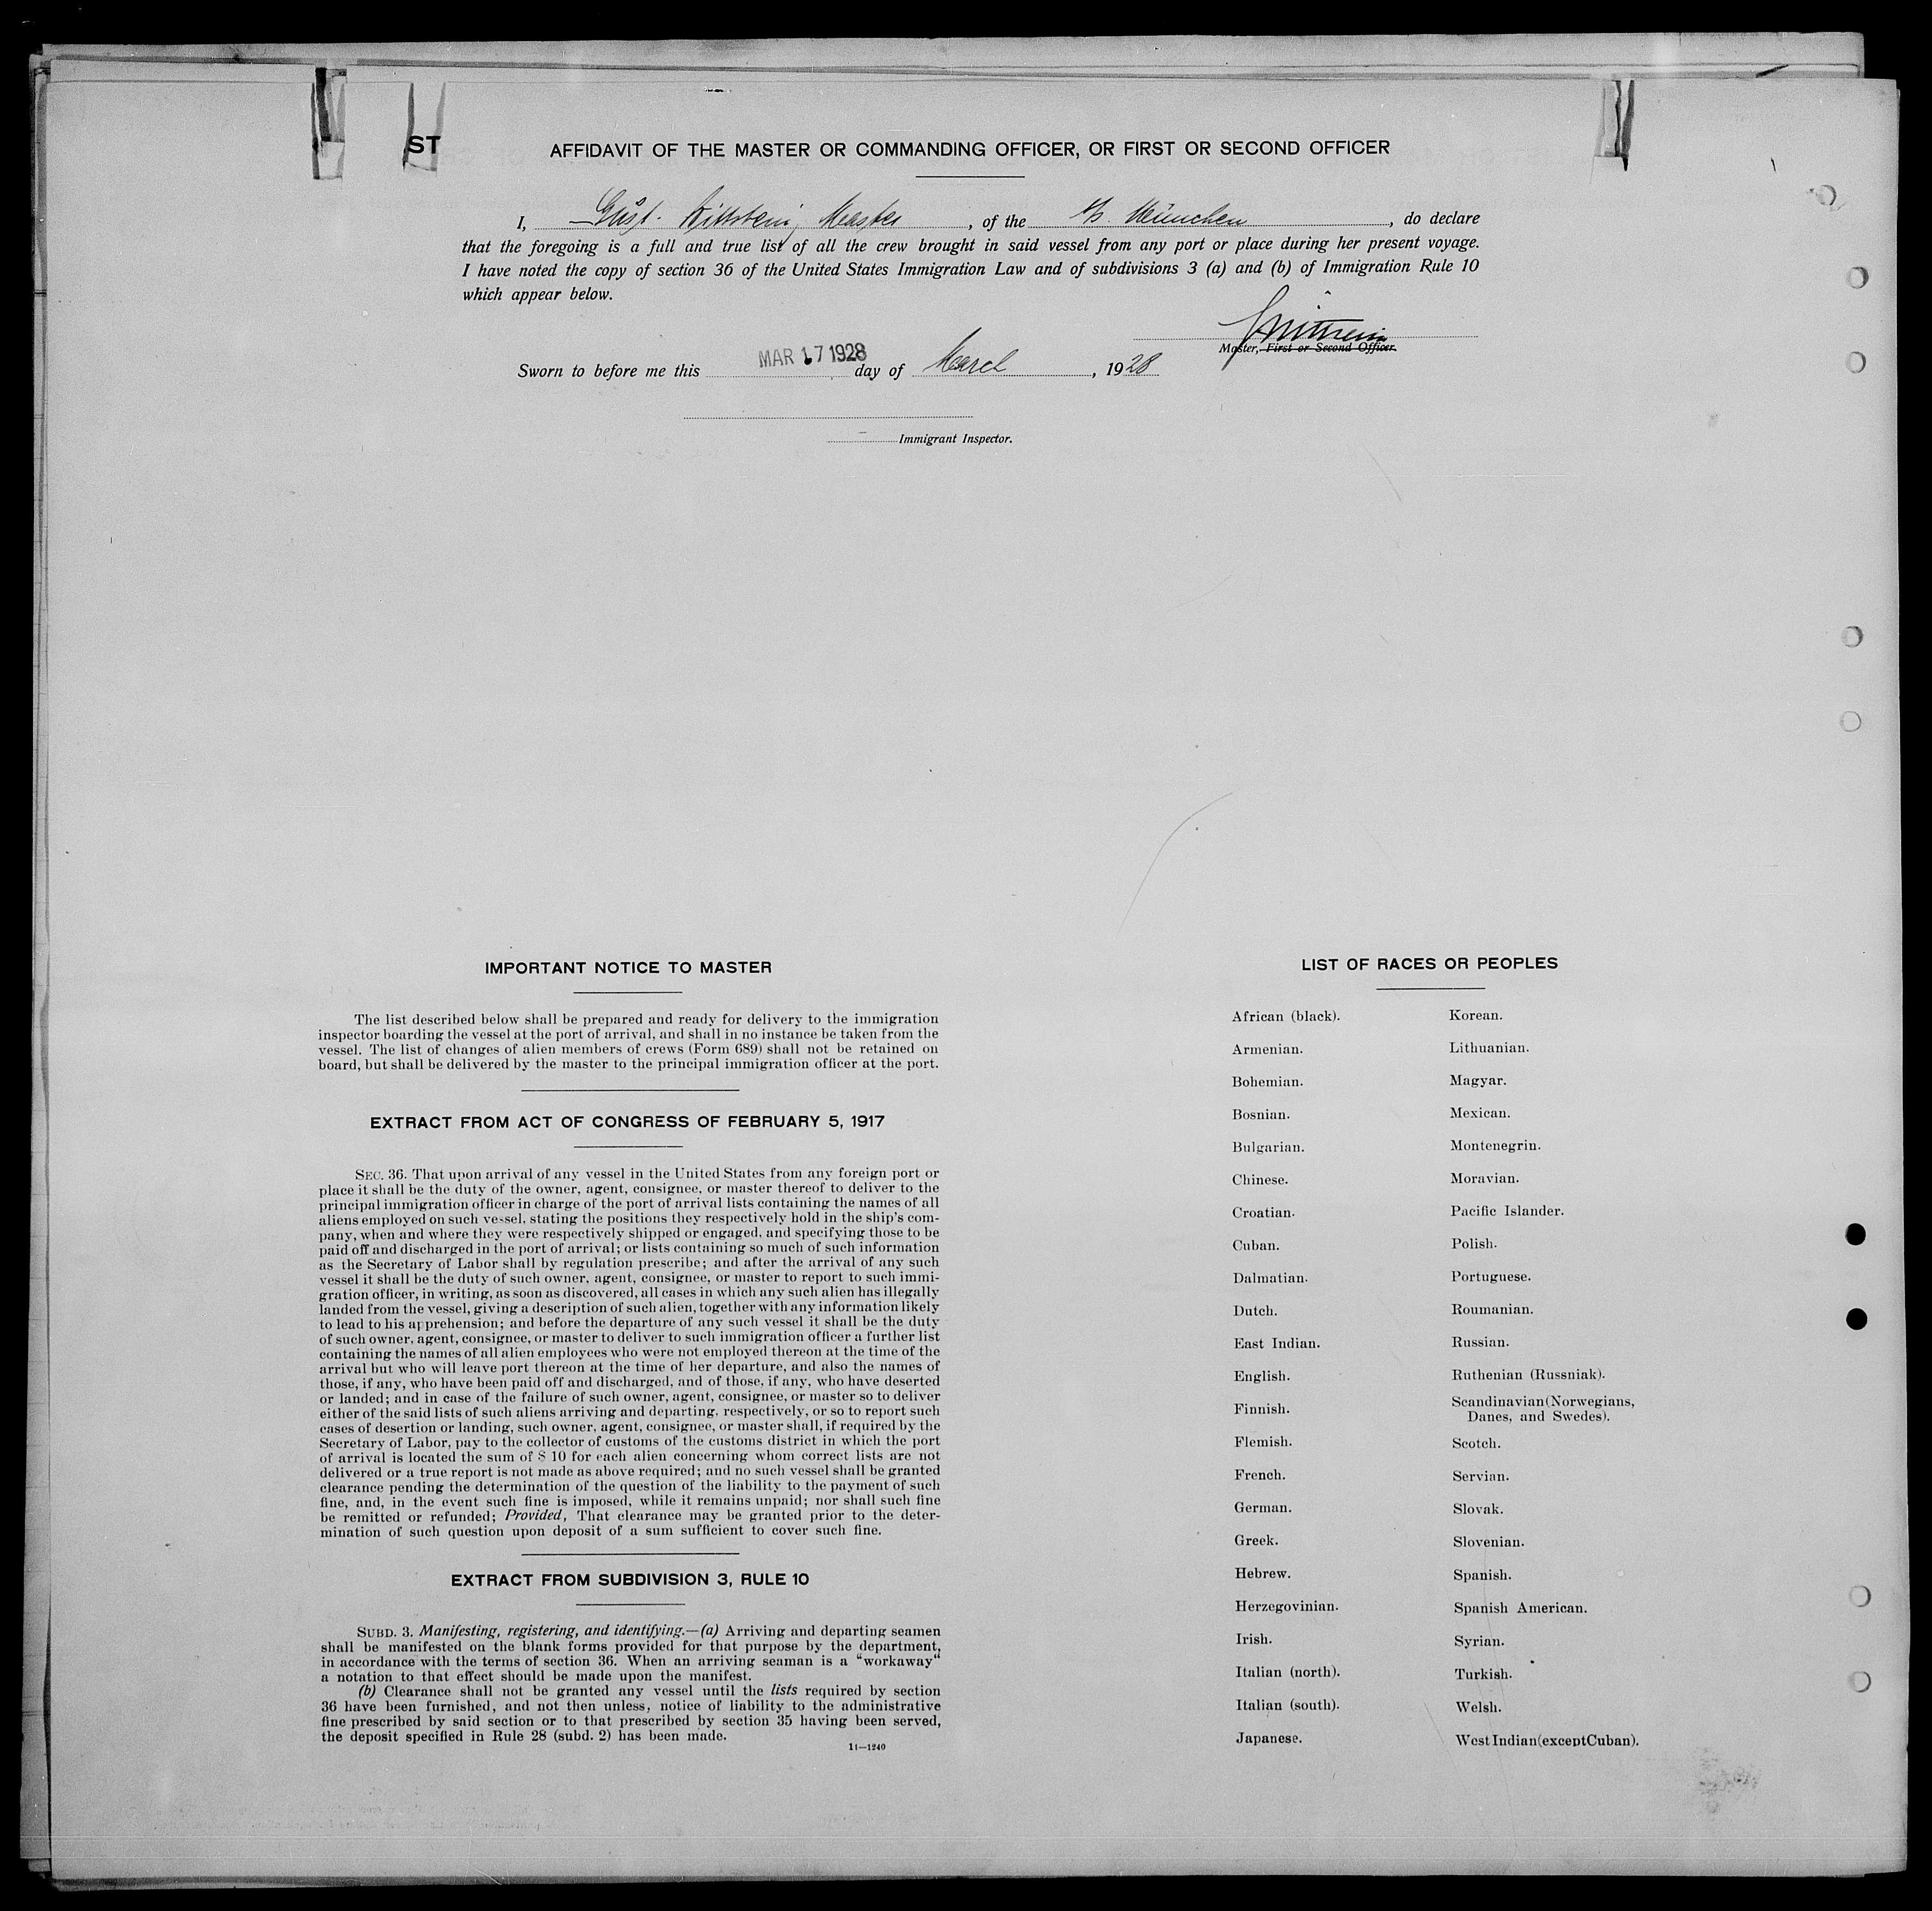 ST
AFFIDAVIT OF THE MASTER OR COMMANDING OFFICER, OR FIRST OR SECOND OFFICER
I, Gust. Master, of the München, do declare
that the foregoing is a full and true list of all the crew brought in said vessel from any port or place during her present voyage.
I have noted the copy of section 36 of the United States Immigration Law and of subdivisions 3 (a) and (b) of Immigration Rule 10
which appear below.
Master, First or Second Officer.
MAR 17 1928
Sworn to before me this day of March, 1928
Immigrant Inspector.
IMPORTANT NOTICE TO MASTER
The list described below shall be prepared and ready for delivery to the immigration
inspector boarding the vessel at the port of arrival, and shall in no instance be taken from the
vessel. The list of changes of alien members of crews (Form 689) shall not be retained on
board, but shall be delivered by the master to the principal immigration officer at the port.
EXTRACT FROM ACT OF CONGRESS OF FEBRUARY 5, 1917
SEC. 36. That upon arrival of any vessel in the United States from any foreign port or
place it shall be the duty of the owner, agent, consignee, or master thereof to deliver to the
principal immigration officer in charge of the port of arrival lists containing the names of all
aliens employed on such vessel, stating the positions they respectively hold in the ship's com-
pany, when and where they were respectively shipped or engaged, and specifying those to be
paid off and discharged in the port of arrival; or lists containing so much of such information
as the Secretary of Labor shall by regulation prescribe; and after the arrival of any such
vessel it shall be the duty of such owner, agent, consignee, or master to report to such immi-
gration officer, in writing, as soon as discovered, all cases in which any such alien has illegally
landed from the vessel, giving a description of such alien, together with any information likely
to lead to his apprehension; and before the departure of any such vessel it shall be the duty
of such owner, agent, consignee, or master to deliver to such immigration officer a further list
containing the names of all alien employees who were not employed thereon at the time of the
arrival but who will leave port thereon at the time of her departure, and also the names of
those, if any, who have been paid off and discharged, and of those, if any, who have deserted
or landed; and in case of the failure of such owner, agent, consignee, or master so to deliver
either of the said lists of such aliens arriving and departing, respectively, or so to report such
cases of desertion or landing, such owner, agent, consignee, or master shall, if required by the
Secretary of Labor, pay to the collector of customs of the customs district in which the port
of arrival is located the sum of $ 10 for each alien concerning whom correct lists are not
delivered or a true report is not made as above required; and no such vessel shall be granted
clearance pending the determination of the question of the liability to the payment of such
fine, and, in the event such fine is imposed, while it remains unpaid; nor shall such fine
be remitted or refunded; Provided, That clearance may be granted prior to the deter-
mination of such question upon deposit of a sum sufficient to cover such fine.
EXTRACT FROM SUBDIVISION 3, RULE 10
SUBD. 3. Manifesting, registering, and identifying.—(a) Arriving and departing seamen
shall be manifested on the blank forms provided for that purpose by the department,
in accordance with the terms of section 36. When an arriving seaman is a “workaway“
a notation to that effect should be made upon the manifest.
(b) Clearance shall not be granted any vessel until the lists required by section
36 have been furnished, and not then unless, notice of liability to the administrative
fine prescribed by said section or to that prescribed by section 35 having been served,
the deposit specified in Rule 28 (subd. 2) has been made.
11—1240
LIST OF RACES OR PEOPLES
African (black).
Armenian.
Bohemian.
Bosnian.
Bulgarian.
Chinese.
Croatian.
Cuban.
Dalmatian.
Dutch.
East Indian.
English.
Finnish.
Flemish.
French.
German.
Greek.
Hebrew.
Herzegovinian.
Irish.
Italian (north).
Italian (south).
Japanese.
Korean.
Lithuanian.
Magyar.
Mexican.
Montenegrin.
Moravian.
Pacific Islander.
Polish.
Portuguese.
Roumanian.
Russian.
Ruthenian (Russniak).
Scandinavian(Norwegians,
Danes, and Swedes).
Scotch.
Servian.
Slovak.
Slovenian.
Spanish.
Spanish American.
Syrian.
Turkish.
Welsh.
West Indian(except Cuban).